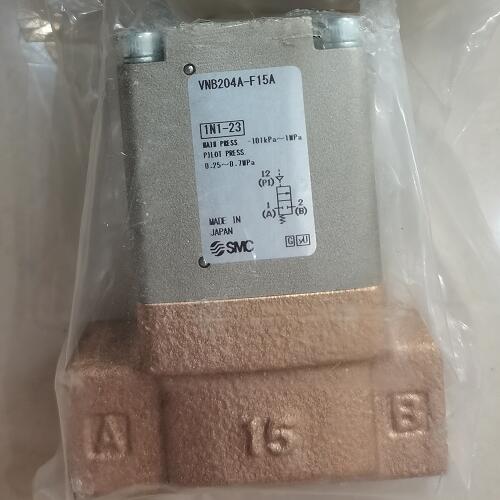 VNB204A-F15A
1N1-23
MAIN PRESS -101kPa~1MPa
PILOT PRESS
0.25~0.7MPa
12
(P1)
1 2
(A) (B)
MADE IN
JAPAN
SMC
A 15 B